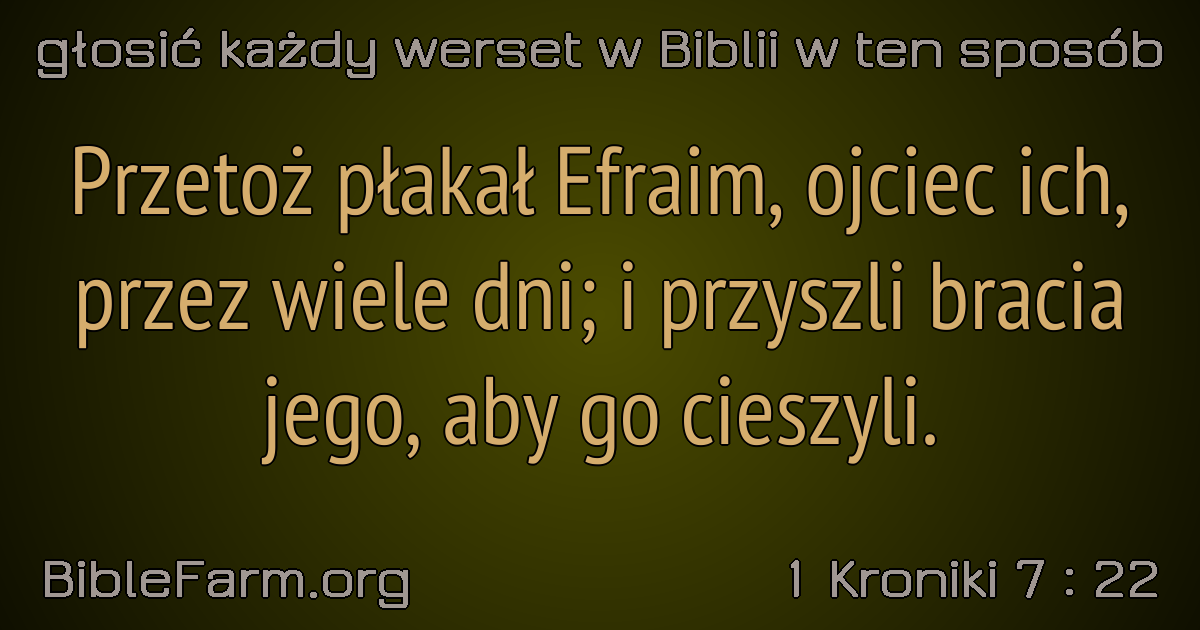 głosić każdy werset w Biblii w ten sposób
Przetoż płakał Efraim, ojciec ich,
przez wiele dni; i przyszli bracia
jego, aby go cieszyli.
BibleFarm.org
1 Kroniki 7 : 22